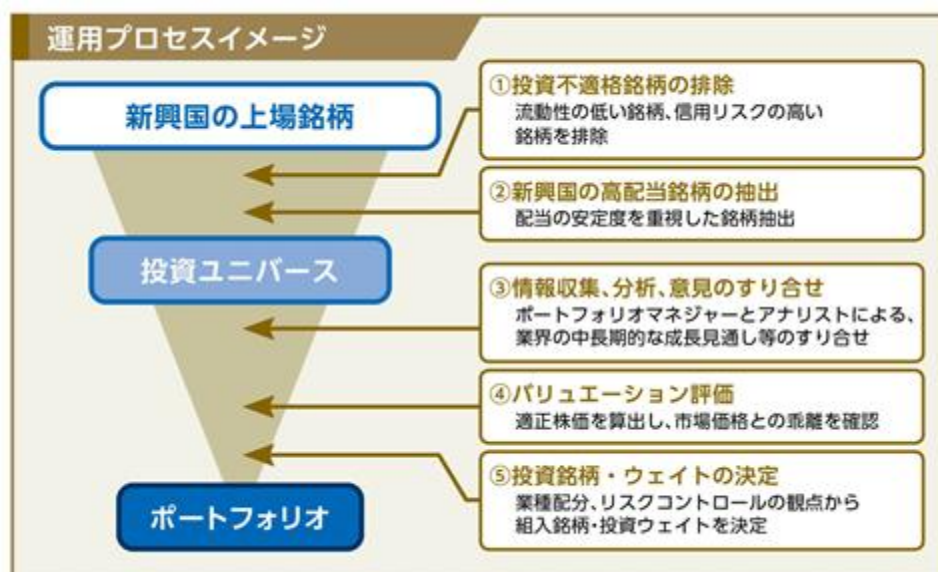 運用プロセスイメージ
新興国の上場銘柄
①投資不適格銘柄の排除
流動性の低い銘柄、信用リスクの高い
銘柄を排除
②新興国の高配当銘柄の抽出
配当の安定度を重視した銘柄抽出
投資ユニバース
③情報収集、分析、意見のすり合せ
ポートフォリオマネジャーとアナリストによる、
業界の中長期的な成長見通し等のすり合せ
④バリュエーション評価
適正株価を算出し、市場価格との乖離を確認
⑤投資銘柄・ウェイトの決定
業種配分、リスクコントロールの観点から
組入銘柄・投資ウェイトを決定
ポートフォリオ